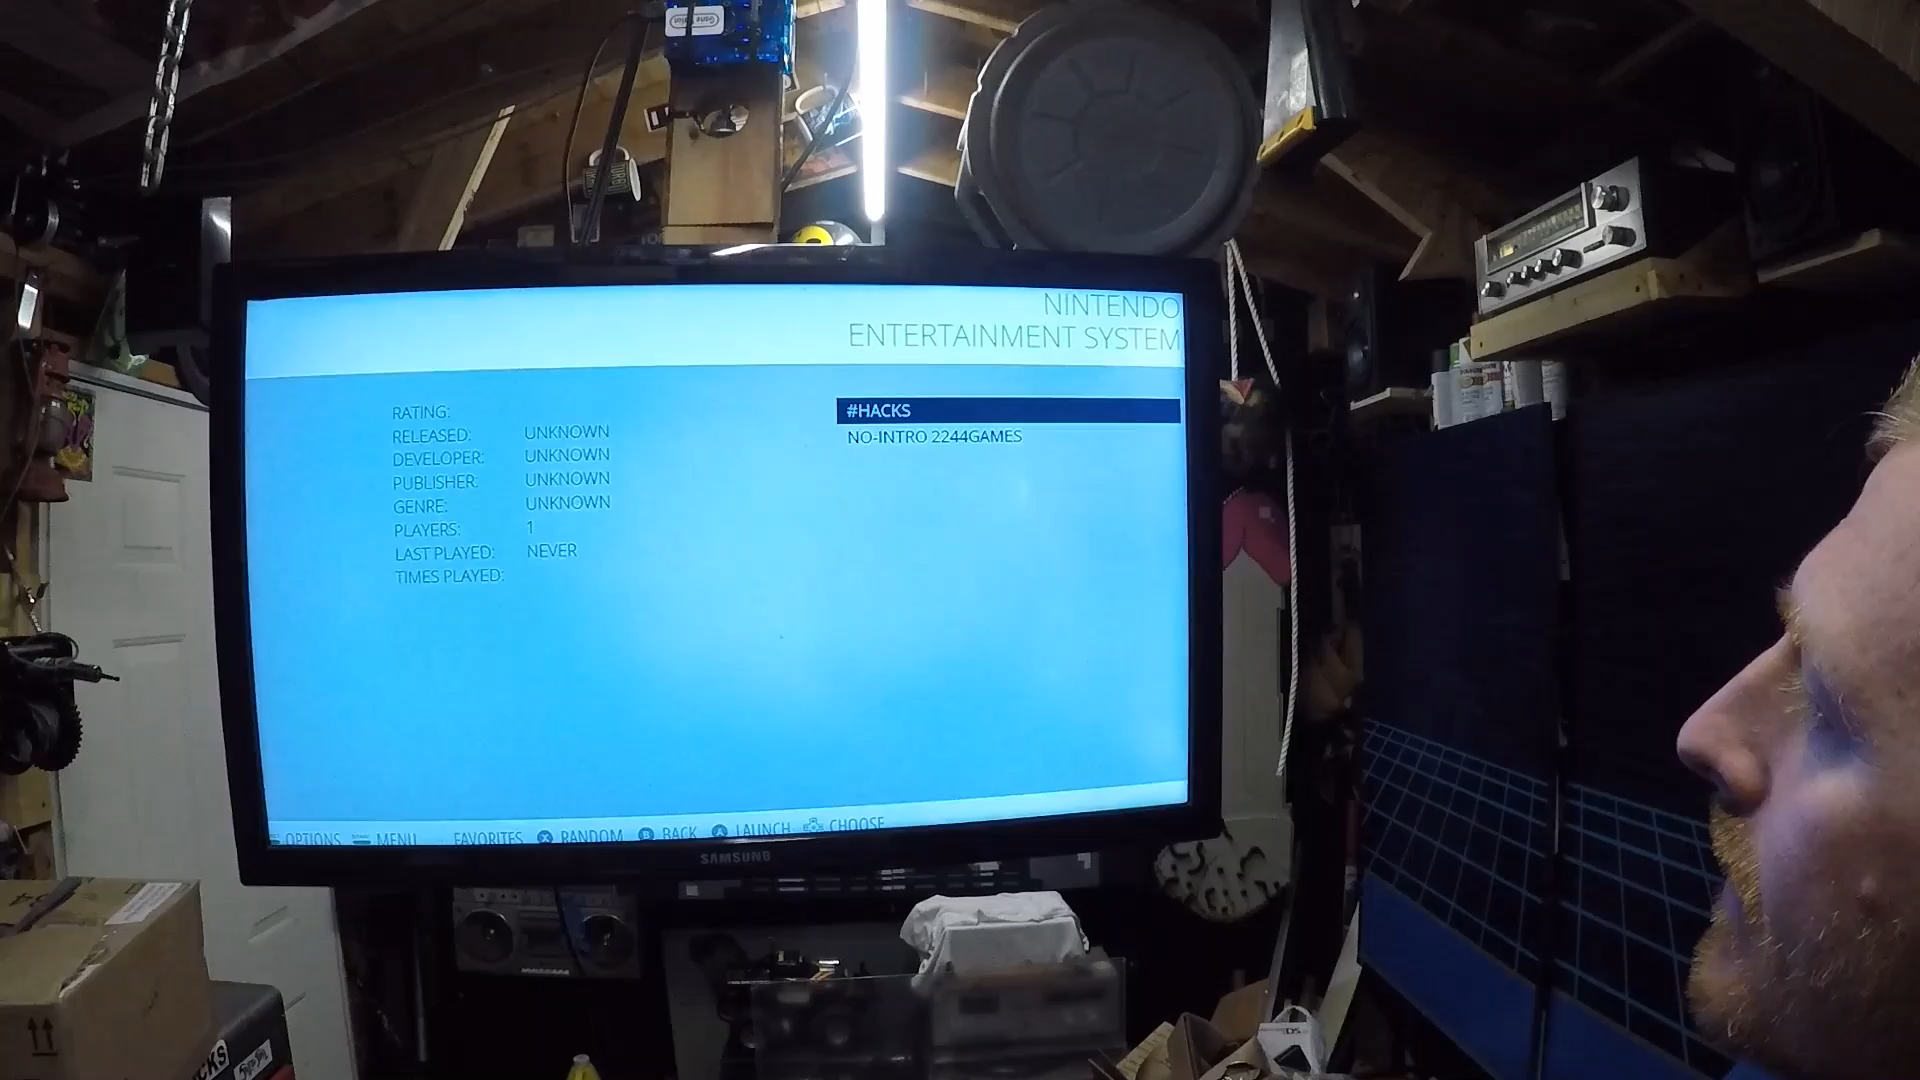 NINTENDO
ENTERTAINMENT SYSTEM
RATING:
RELEASED: UNKNOWN
DEVELOPER: UNKNOWN
PUBLISHER: UNKNOWN
GENRE: UNKNOWN
PLAYERS: 1
LAST PLAYED: NEVER
TIMES PLAYED:
#HACKS
NO-INTRO 2244GAMES
OPTIONS MENU FAVORITES X RANDOM B BACK A LAUNCH CHOOSE
SAMSUNG